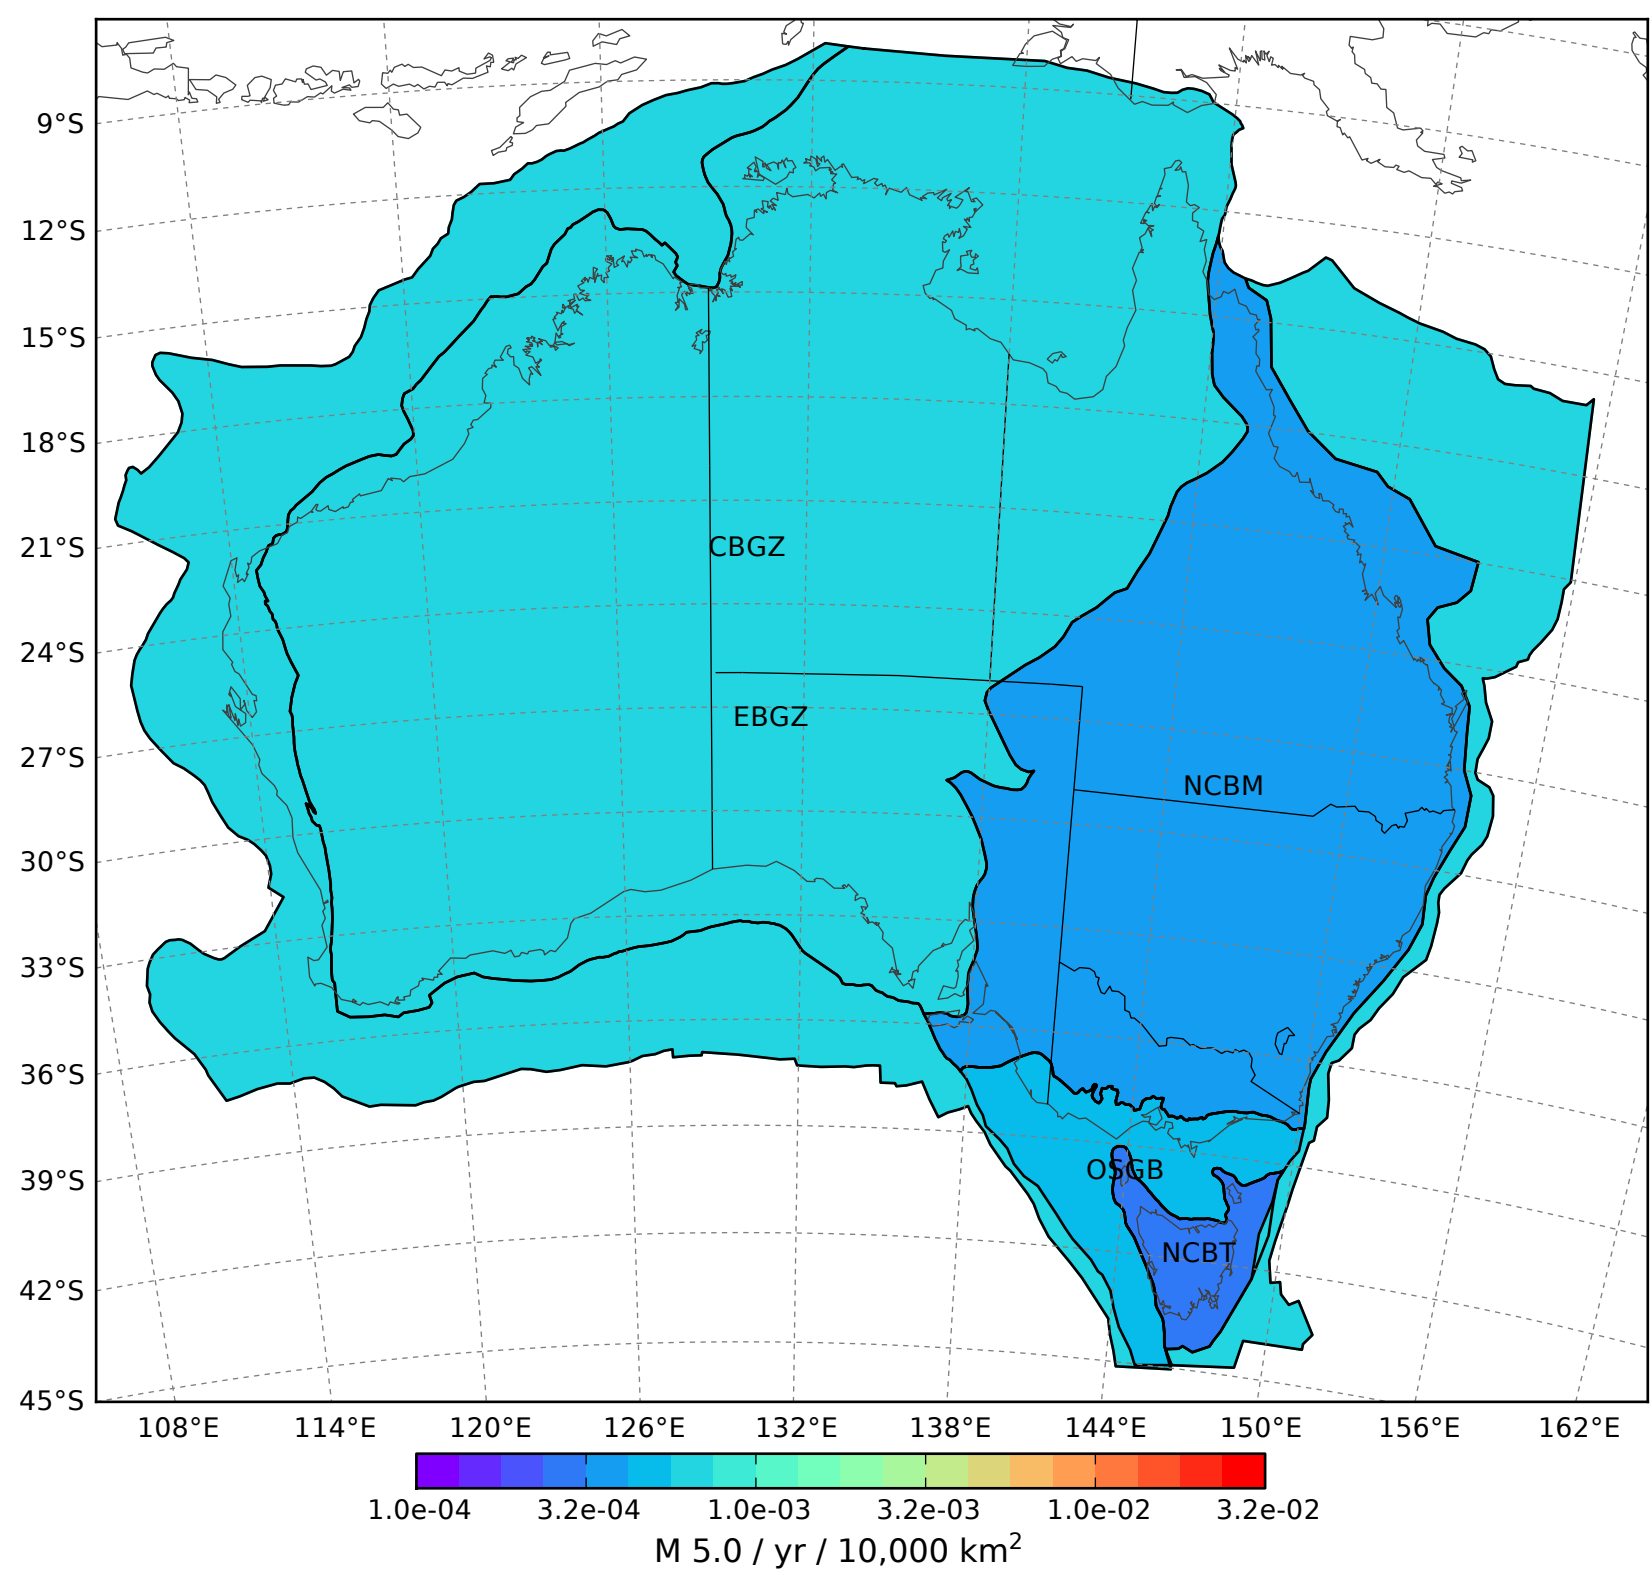 9°S
12°S
15°S
18°S
21°S
24°S
27°S
30°S
33°S
36°S
39°S
42°S
45°S
CBGZ
EBGZ
NCBM
OSGB
NCBT
108°E 114°E 120°E 126°E 132°E 138°E 144°E 150°E 156°E 162°E
1.0e-04 3.2e-04 1.0e-03 3.2e-03 1.0e-02 3.2e-02
M 5.0 / yr / 10,000 km²